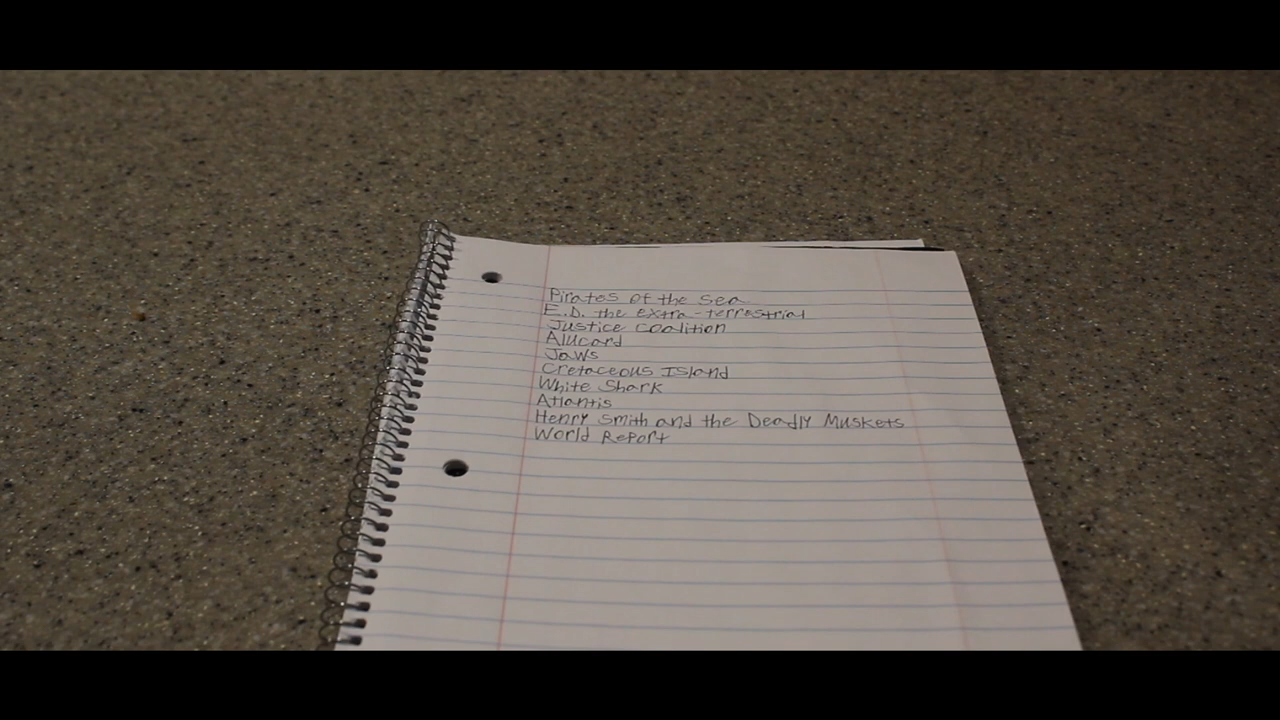 Pirates of the Sea
E.D. the extra-terrestrial
Justice Coalition
Alucard
Jaws
Cretaceous Island
White Shark
Atlantis
Henry Smith and the Deadly Muskets
World Report